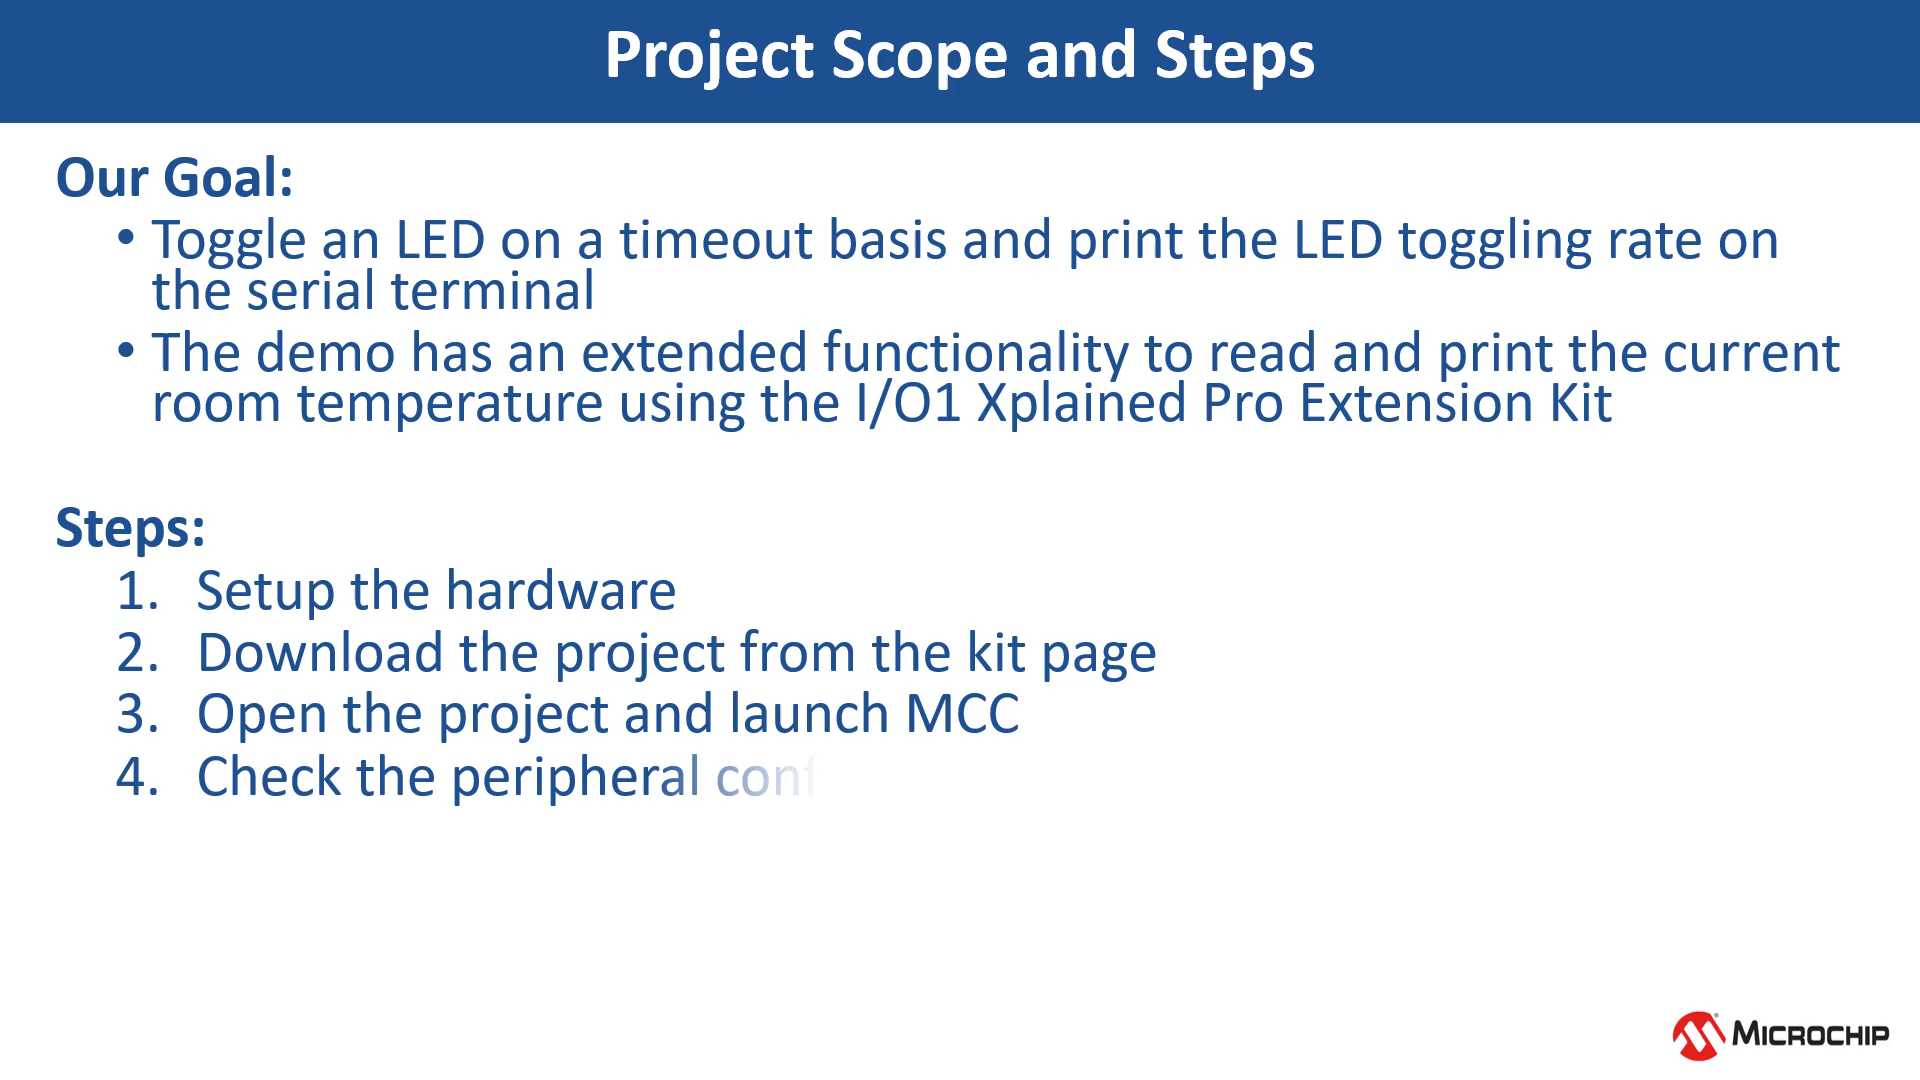 Project Scope and Steps
Our Goal:
• Toggle an LED on a timeout basis and print the LED toggling rate on
the serial terminal
• The demo has an extended functionality to read and print the current
room temperature using the I/O1 Xplained Pro Extension Kit
Steps:
1. Setup the hardware
2. Download the project from the kit page
3. Open the project and launch MCC
4. Check the peripheral conf
MICROCHIP